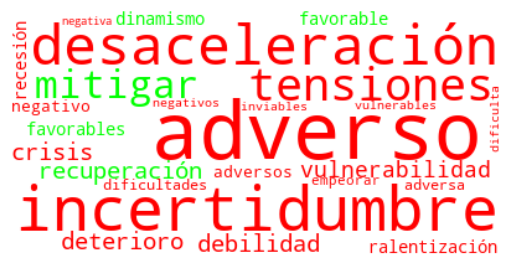 negativa
dinamismo
favorable
recesión
desaceleración
mitigar
tensiones
negativo
negativos
inviables
vulnerables
dificulta
favorables
adverso
crisis
recuperación
adversos
vulnerabilidad
dificultades
empeorar
adversa
incertidumbre
deterioro
debilidad
ralentización